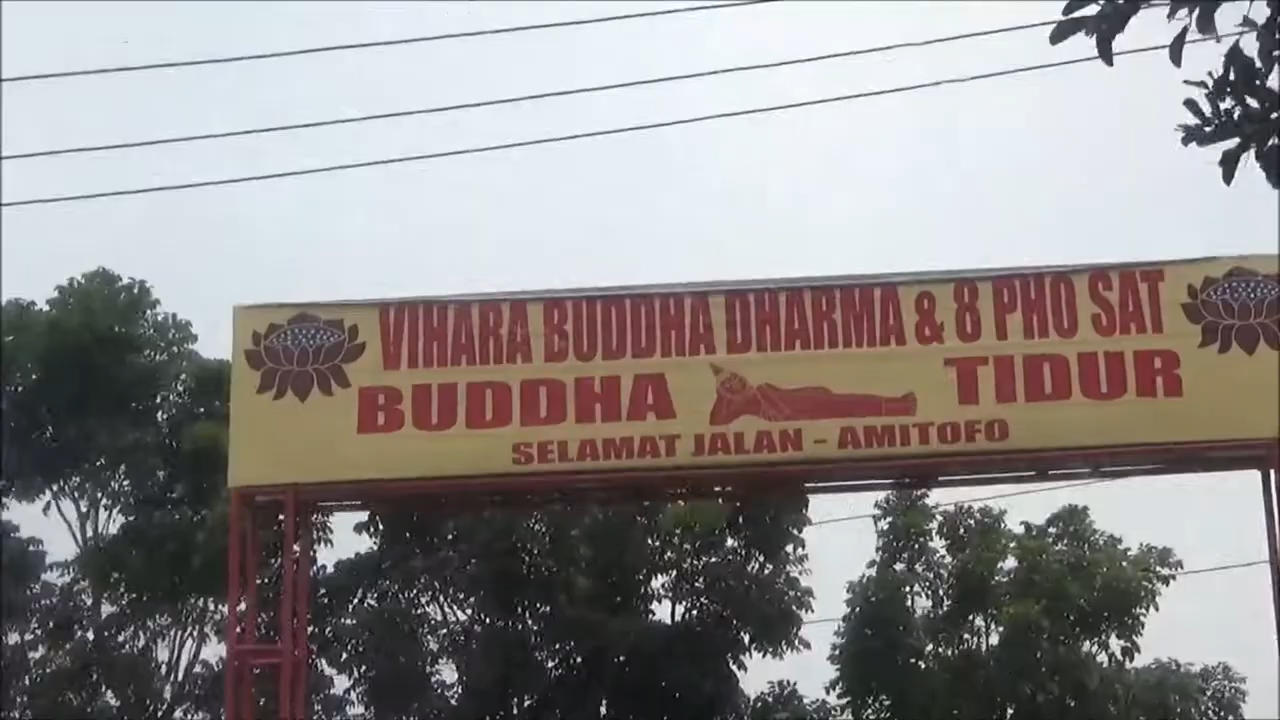 VIHARA BUDDHA DHARMA & 8 PHO SAT
BUDDHA TIDUR
SELAMAT JALAN - AMITOFO